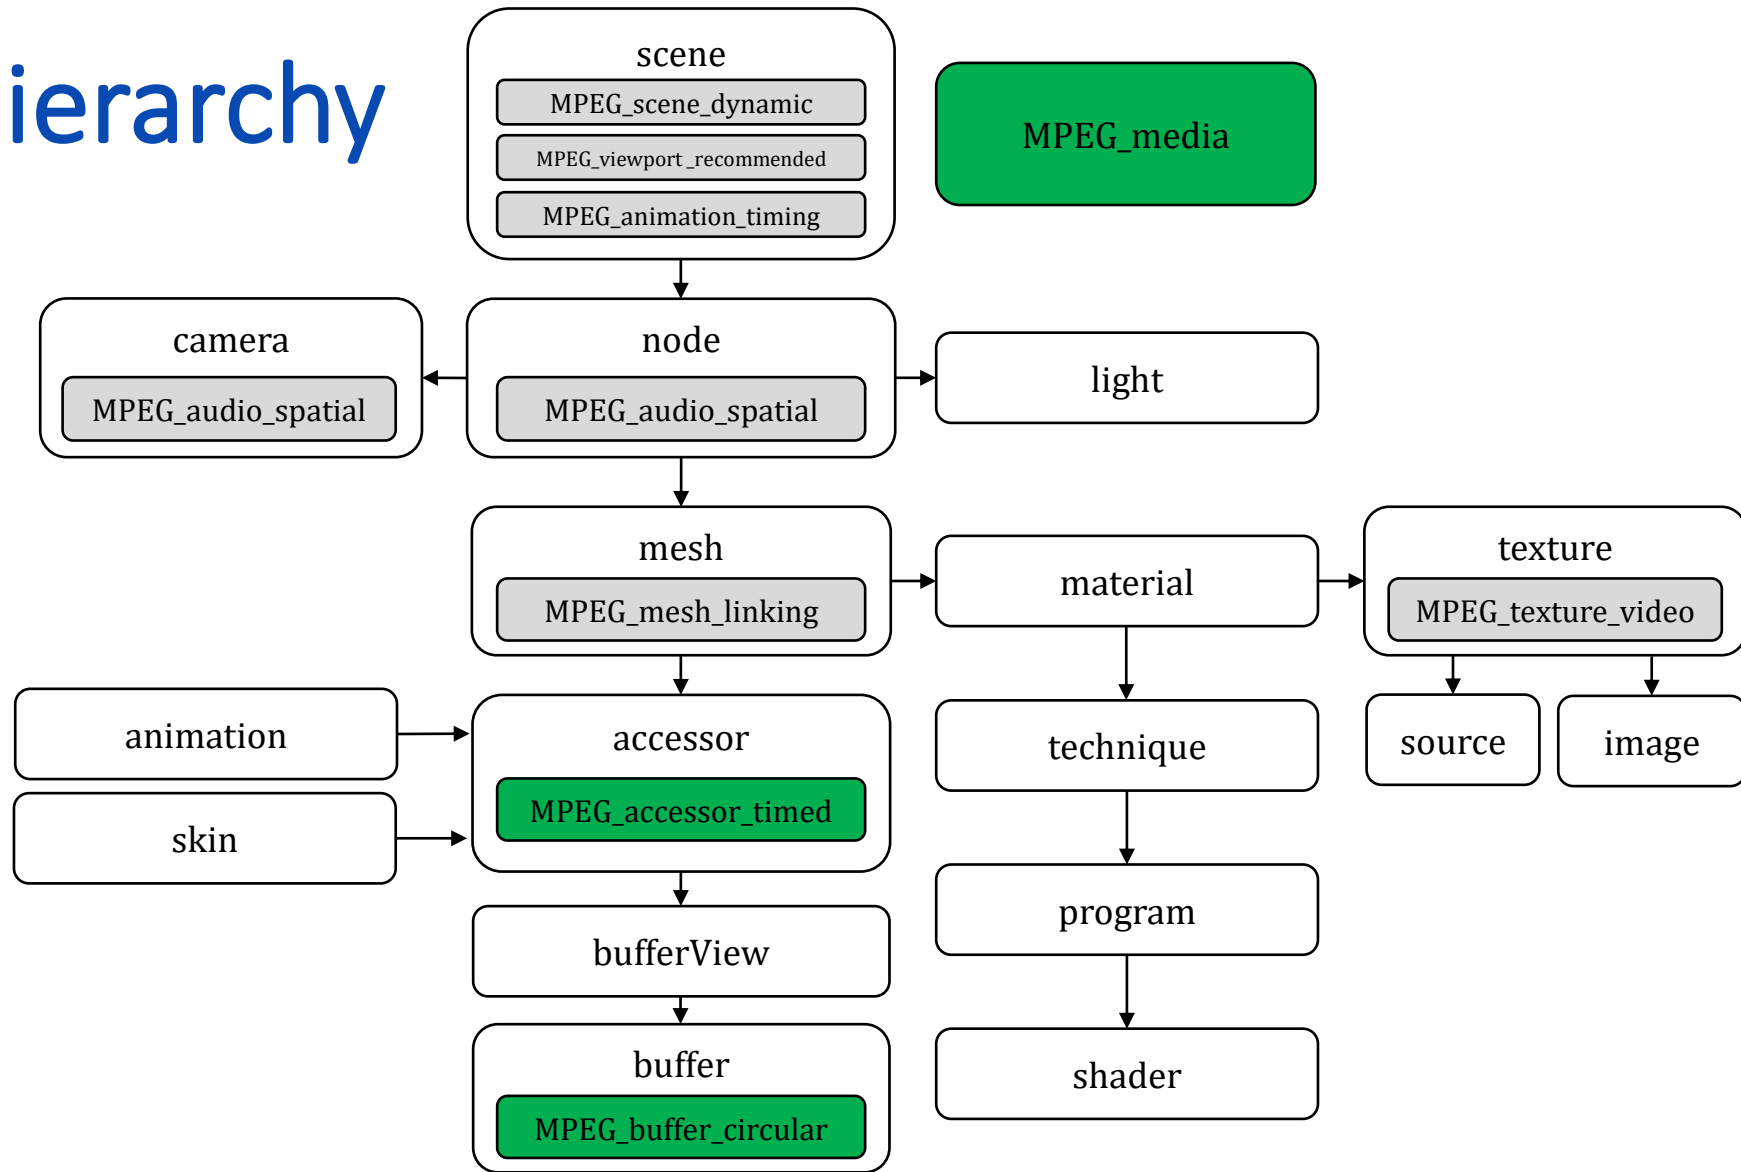 ierarchy
scene
MPEG_scene_dynamic
MPEG_viewport_recommended
MPEG_animation_timing
MPEG_media
camera
MPEG_audio_spatial
node
MPEG_audio_spatial
light
mesh
MPEG_mesh_linking
material
texture
MPEG_texture_video
animation
accessor
MPEG_accessor_timed
technique
source
image
skin
bufferView
program
buffer
MPEG_buffer_circular
shader